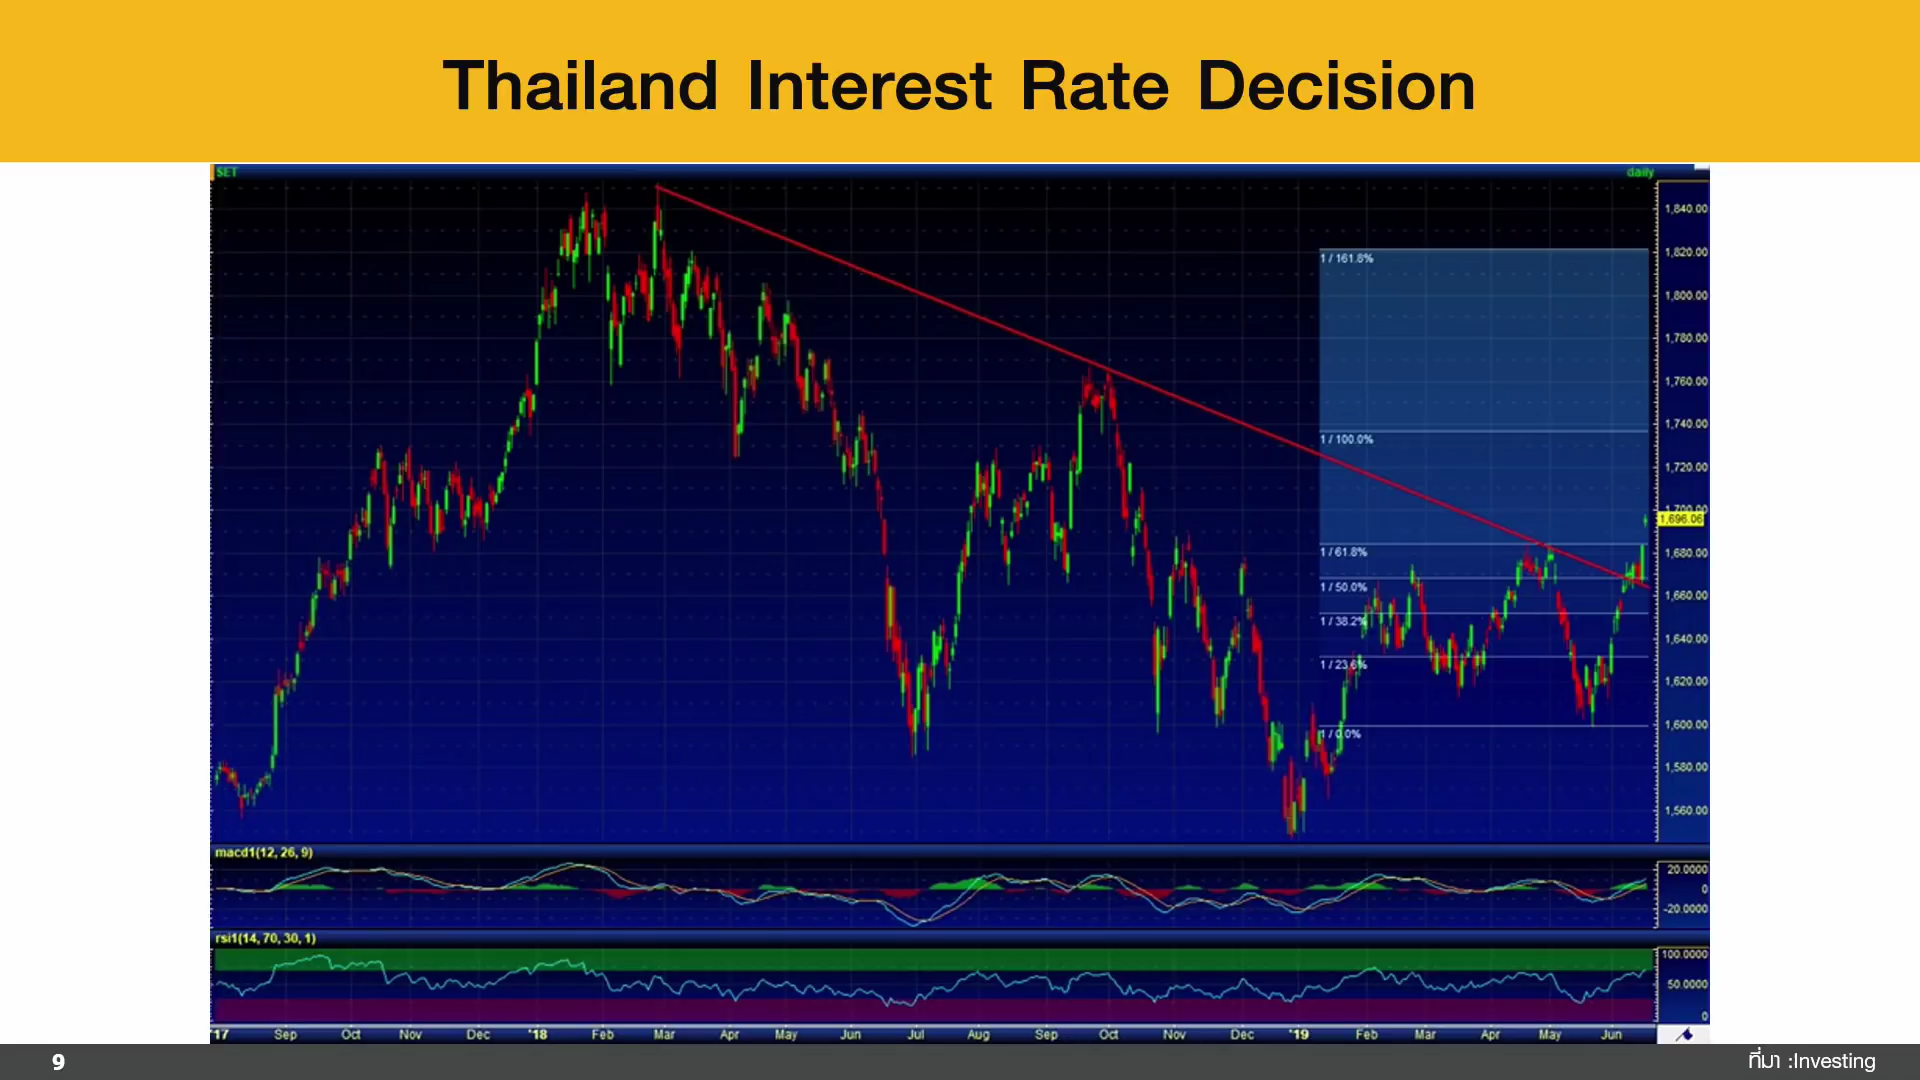 Thailand Interest Rate Decision
SET
daily
1,840.00
1,820.00
1,800.00
1,780.00
1,760.00
1,740.00
1,720.00
1,700.00
1,696.06
1,680.00
1,660.00
1,640.00
1,620.00
1,600.00
1,580.00
1,560.00
1 / 161.8%
1 / 100.0%
1 / 61.8%
1 / 50.0%
1 / 38.2%
1 / 23.6%
1 / 0.0%
macd1(12, 26, 9)
20.0000
0
-20.0000
rsi1(14, 70, 30, 1)
100.0000
50.0000
0
'17 Sep Oct Nov Dec '18 Feb Mar Apr May Jun Jul Aug Sep Oct Nov Dec '19 Feb Mar Apr May Jun
9
ที่มา :Investing